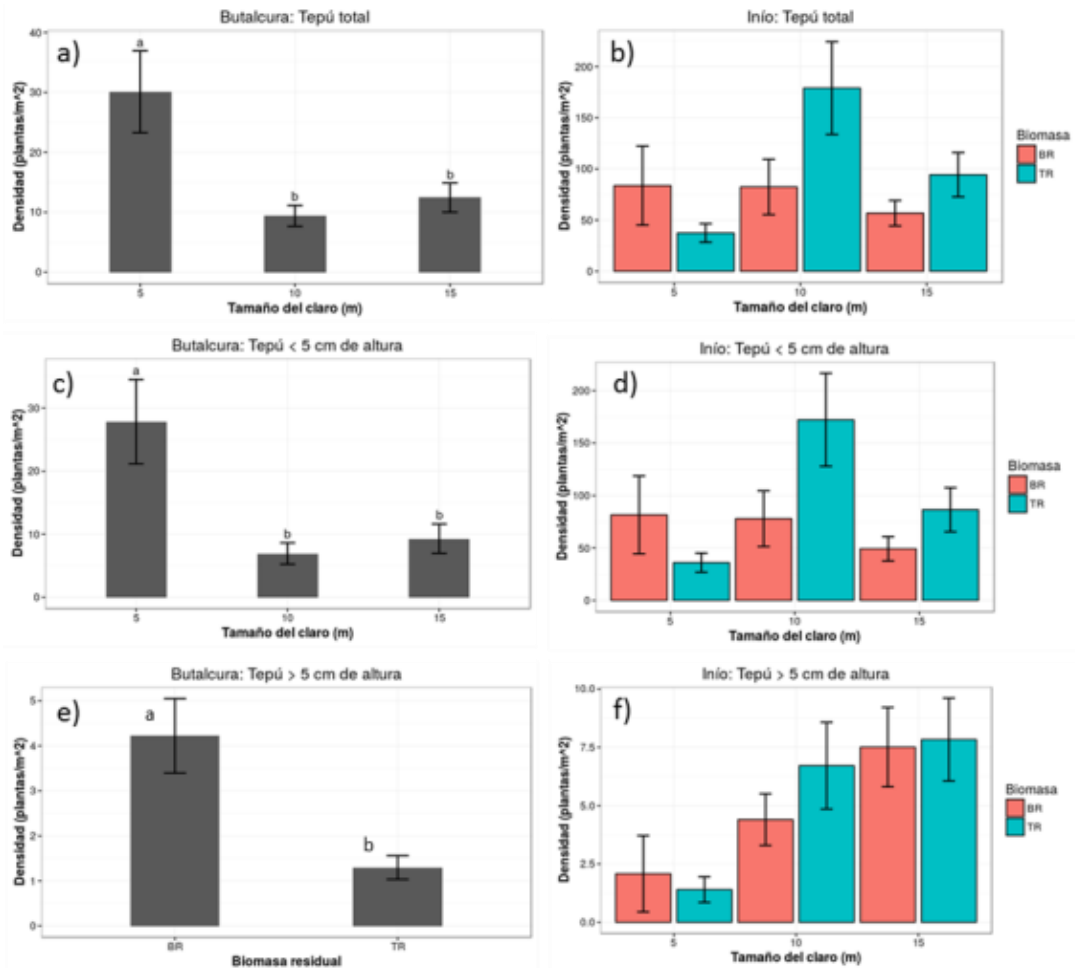 Butalcura: Tepú total
a)
Densidad (plantas/m^2)
40
30
20
10
0
a
b
b
5
10
15
Tamaño del claro (m)
Inío: Tepú total
b)
Densidad (plantas/m^2)
200
150
100
50
0
5
10
15
Tamaño del claro (m)
Biomasa
BR
TR
Butalcura: Tepú < 5 cm de altura
c)
Densidad (plantas/m^2)
30
20
10
0
a
b
b
5
10
15
Tamaño del claro (m)
Inío: Tepú < 5 cm de altura
d)
Densidad (plantas/m^2)
200
150
100
50
0
5
10
15
Tamaño del claro (m)
Biomasa
BR
TR
Butalcura: Tepú > 5 cm de altura
e)
Densidad (plantas/m^2)
5
4
3
2
1
0
a
b
BR
TR
Biomasa residual
Inío: Tepú > 5 cm de altura
f)
Densidad (plantas/m^2)
10.0
7.5
5.0
2.5
0.0
5
10
15
Tamaño del claro (m)
Biomasa
BR
TR